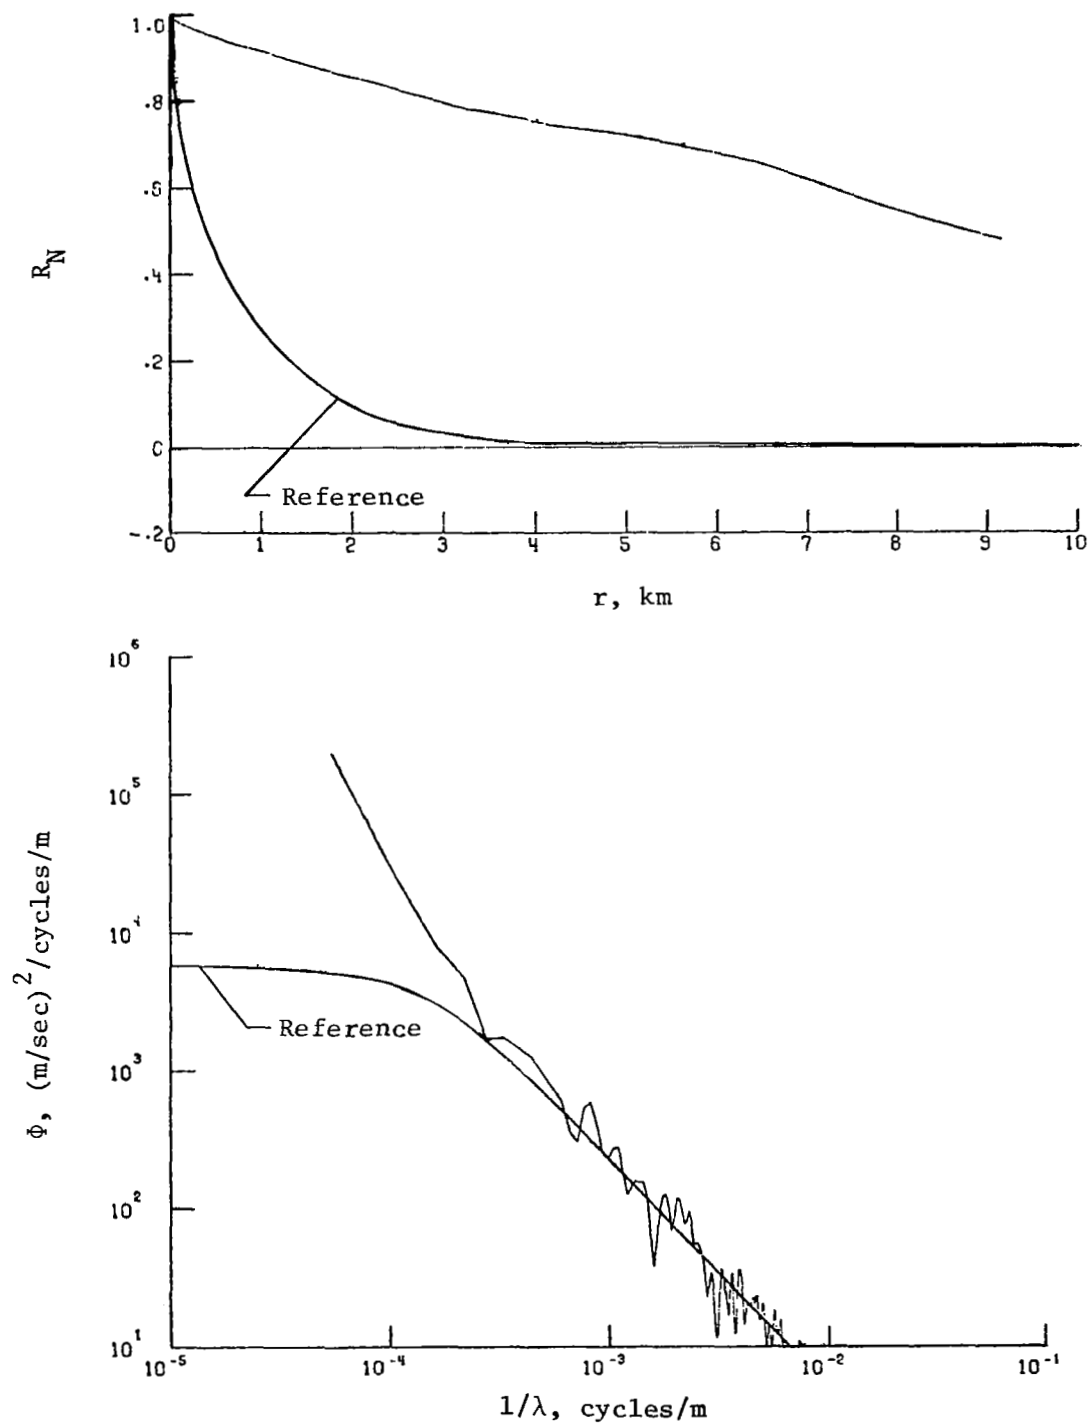 1.0
.8
.6
.4
.2
0
-.2
R_N
Reference
0 1 2 3 4 5 6 7 8 9 10
r, km
10^6
10^5
10^4
10^3
10^2
10^1
Φ, (m/sec)^2/cycles/m
Reference
10^-5 10^-4 10^-3 10^-2 10^-1
1/λ, cycles/m